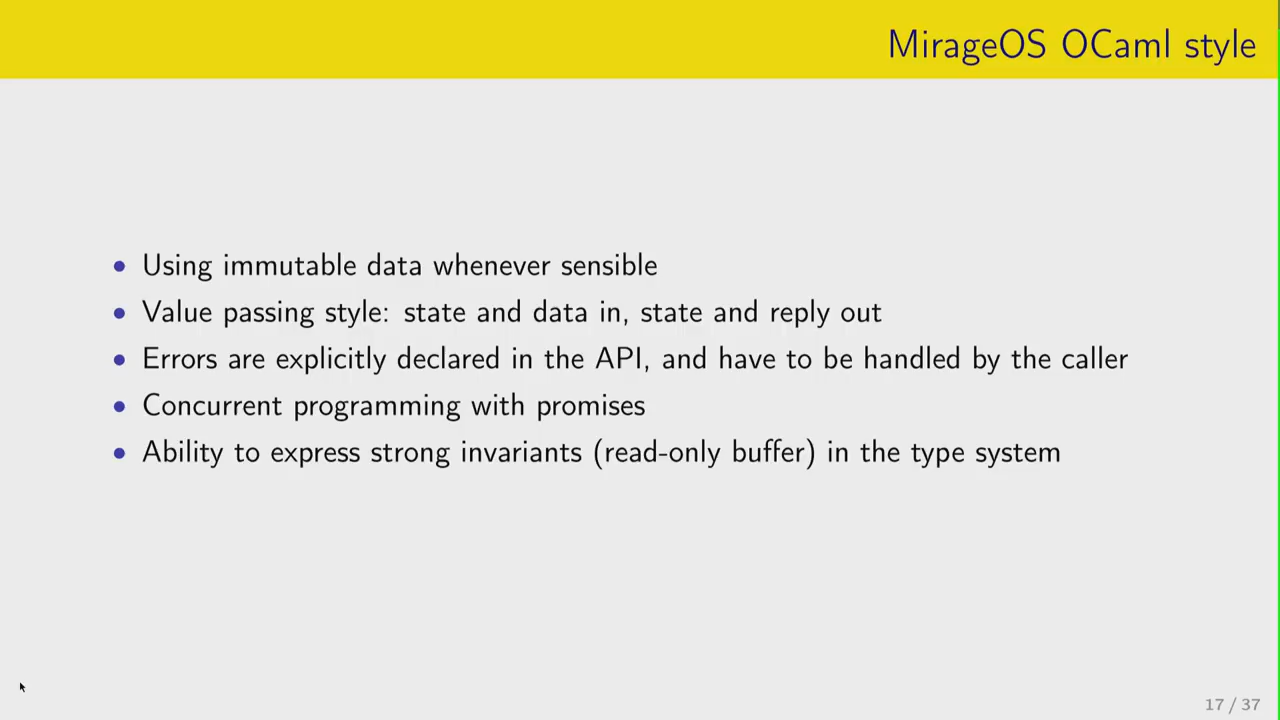 MirageOS OCaml style
• Using immutable data whenever sensible
• Value passing style: state and data in, state and reply out
• Errors are explicitly declared in the API, and have to be handled by the caller
• Concurrent programming with promises
• Ability to express strong invariants (read-only buffer) in the type system
17 / 37